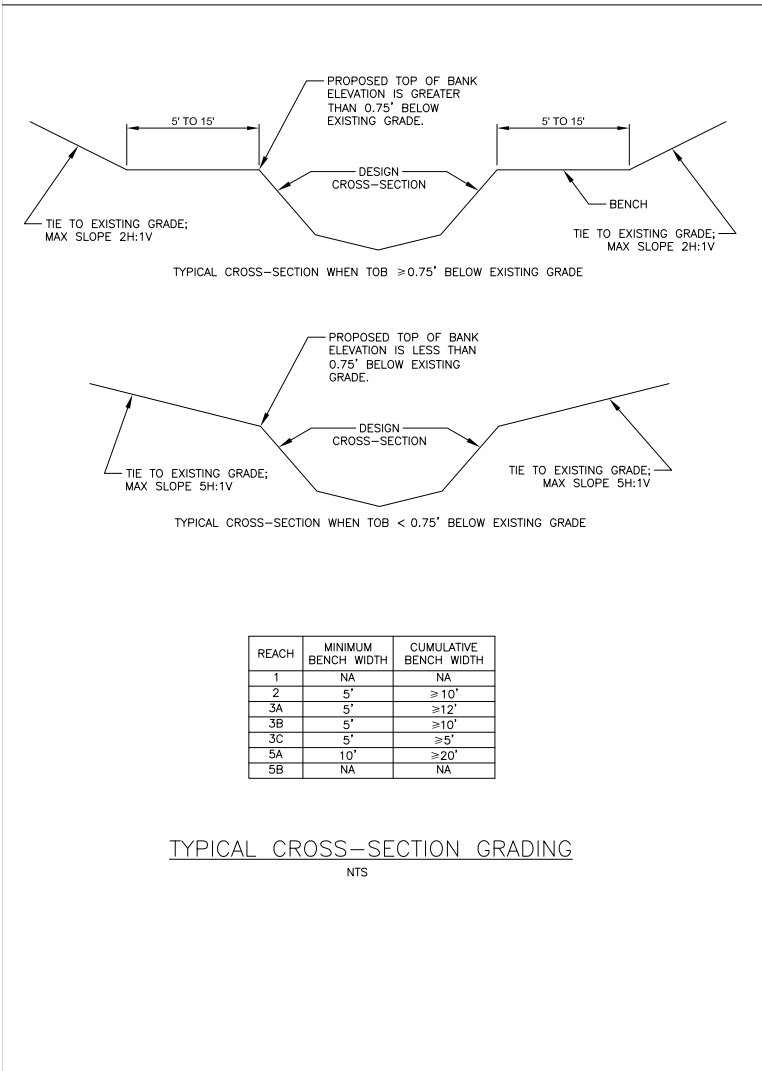 PROPOSED TOP OF BANK
ELEVATION IS GREATER
THAN 0.75' BELOW
EXISTING GRADE.
5' TO 15'
5' TO 15'
DESIGN
CROSS-SECTION
BENCH
TIE TO EXISTING GRADE;
MAX SLOPE 2H:1V
TIE TO EXISTING GRADE;
MAX SLOPE 2H:1V
TYPICAL CROSS-SECTION WHEN TOB ≥0.75' BELOW EXISTING GRADE
PROPOSED TOP OF BANK
ELEVATION IS LESS THAN
0.75' BELOW EXISTING
GRADE.
DESIGN
CROSS-SECTION
TIE TO EXISTING GRADE;
MAX SLOPE 5H:1V
TIE TO EXISTING GRADE;
MAX SLOPE 5H:1V
TYPICAL CROSS-SECTION WHEN TOB < 0.75' BELOW EXISTING GRADE
REACH MINIMUM BENCH WIDTH CUMULATIVE BENCH WIDTH
1 NA NA
2 5' ≥10'
3A 5' ≥12'
3B 5' ≥10'
3C 5' ≥5'
5A 10' ≥20'
5B NA NA
TYPICAL CROSS-SECTION GRADING
NTS